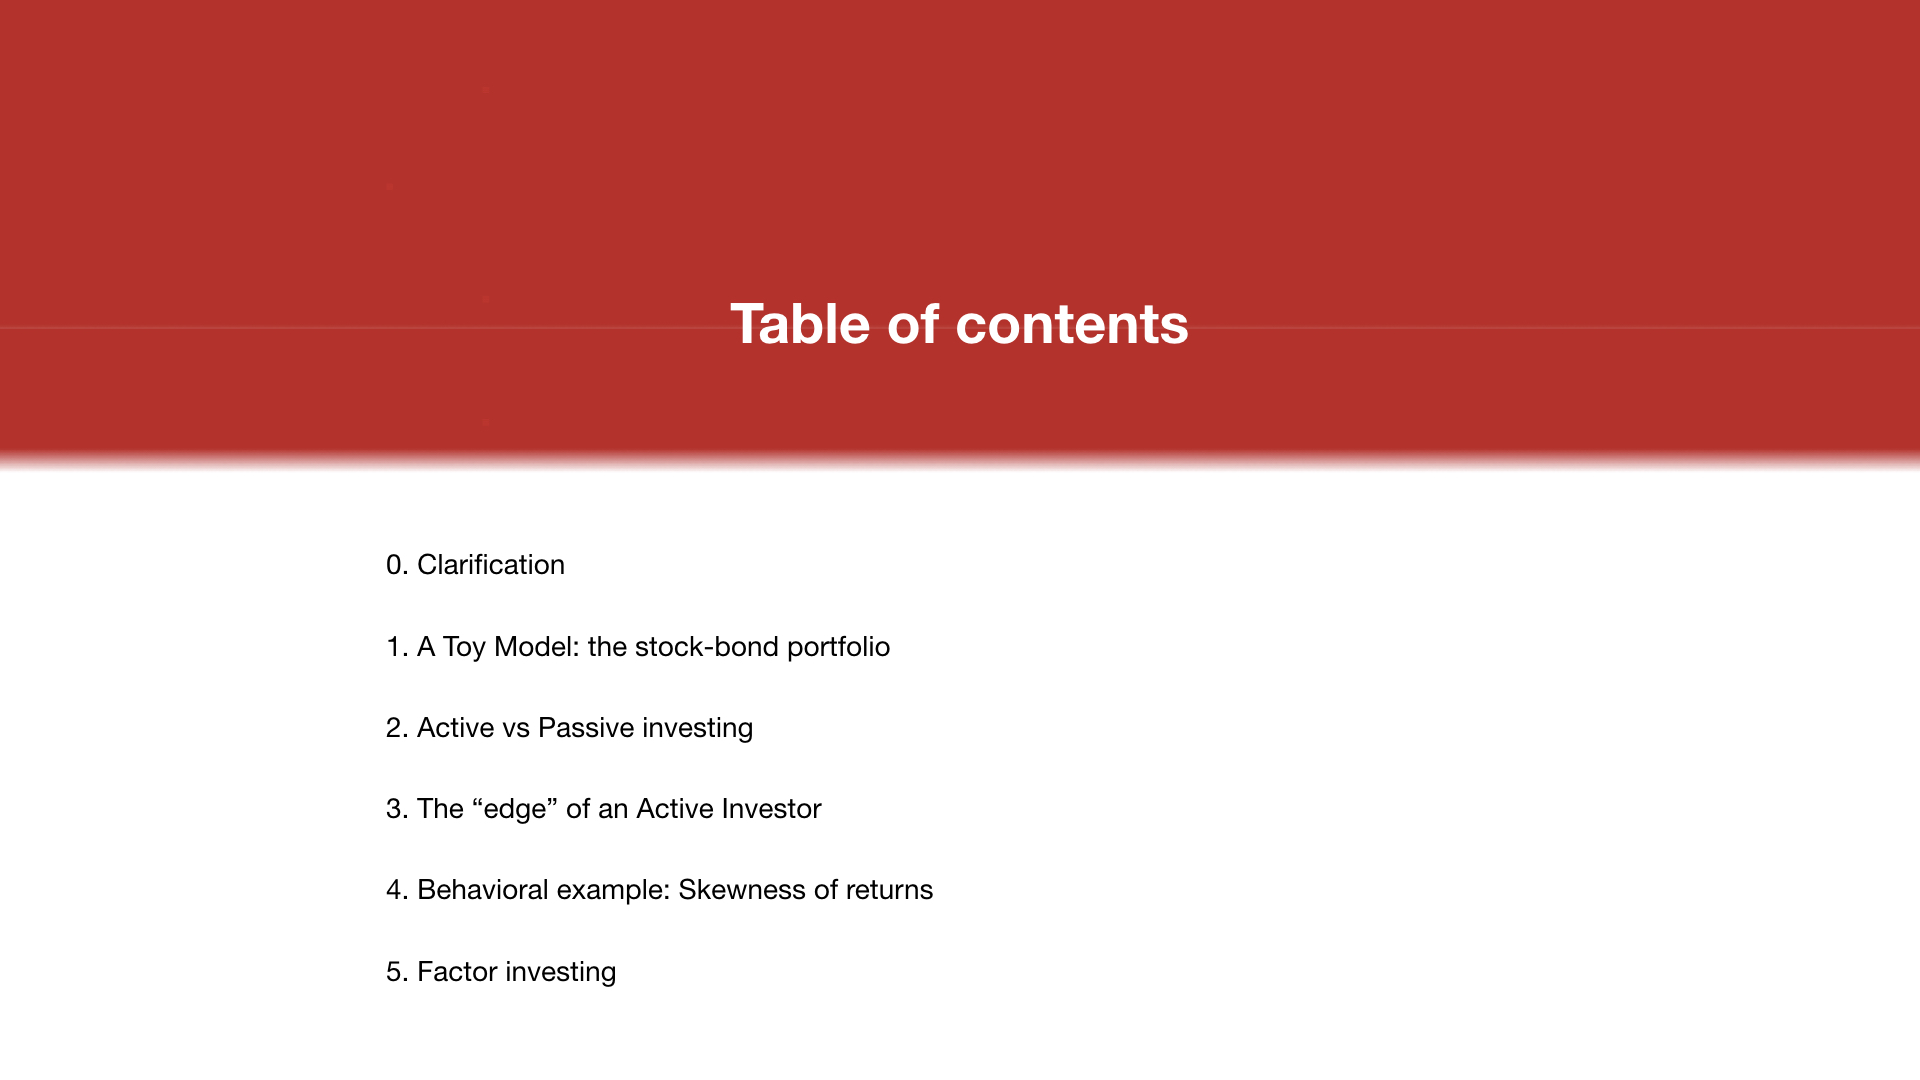 Table of contents
0. Clarification
1. A Toy Model: the stock-bond portfolio
2. Active vs Passive investing
3. The “edge” of an Active Investor
4. Behavioral example: Skewness of returns
5. Factor investing